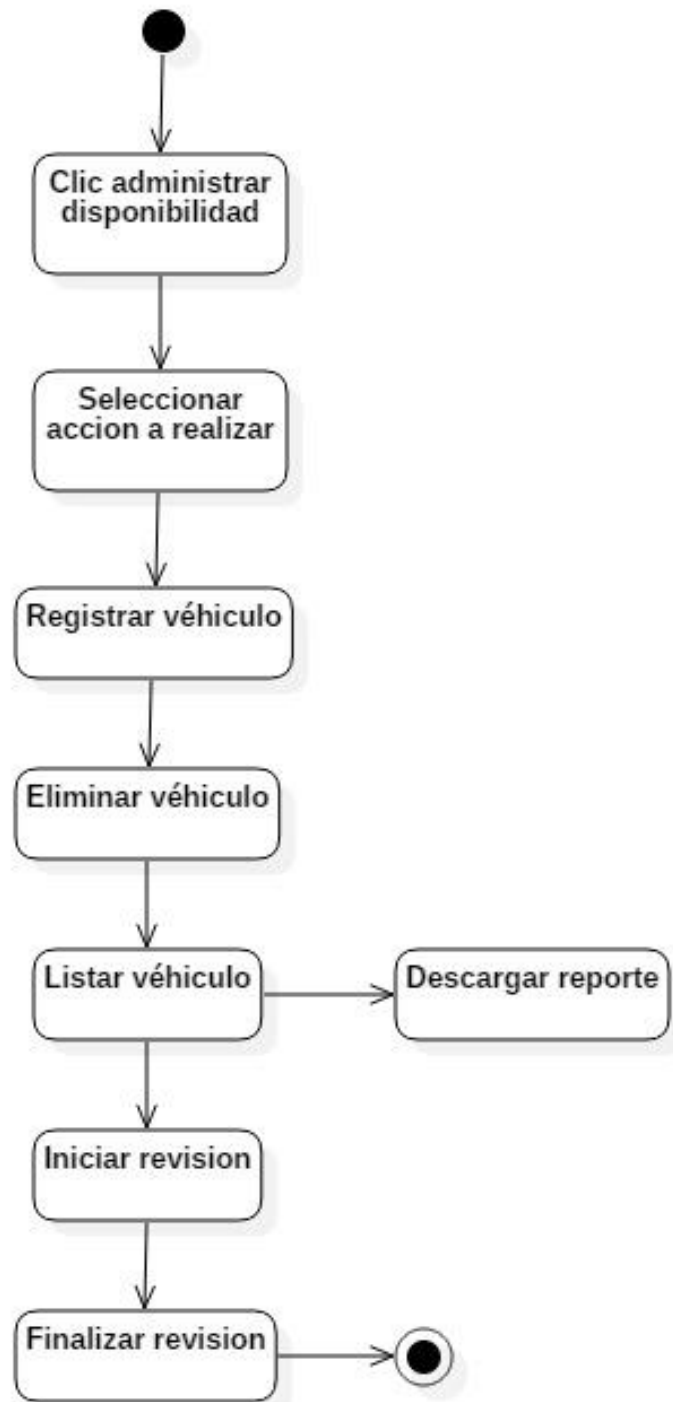 Clic administrar
disponibilidad
Seleccionar
accion a realizar
Registrar véhiculo
Eliminar véhiculo
Listar véhiculo
Descargar reporte
Iniciar revision
Finalizar revision